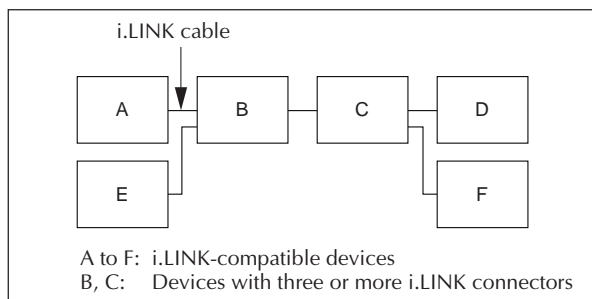 i.LINK cable
A
B
C
D
E
F
A to F: i.LINK-compatible devices
B, C: Devices with three or more i.LINK connectors